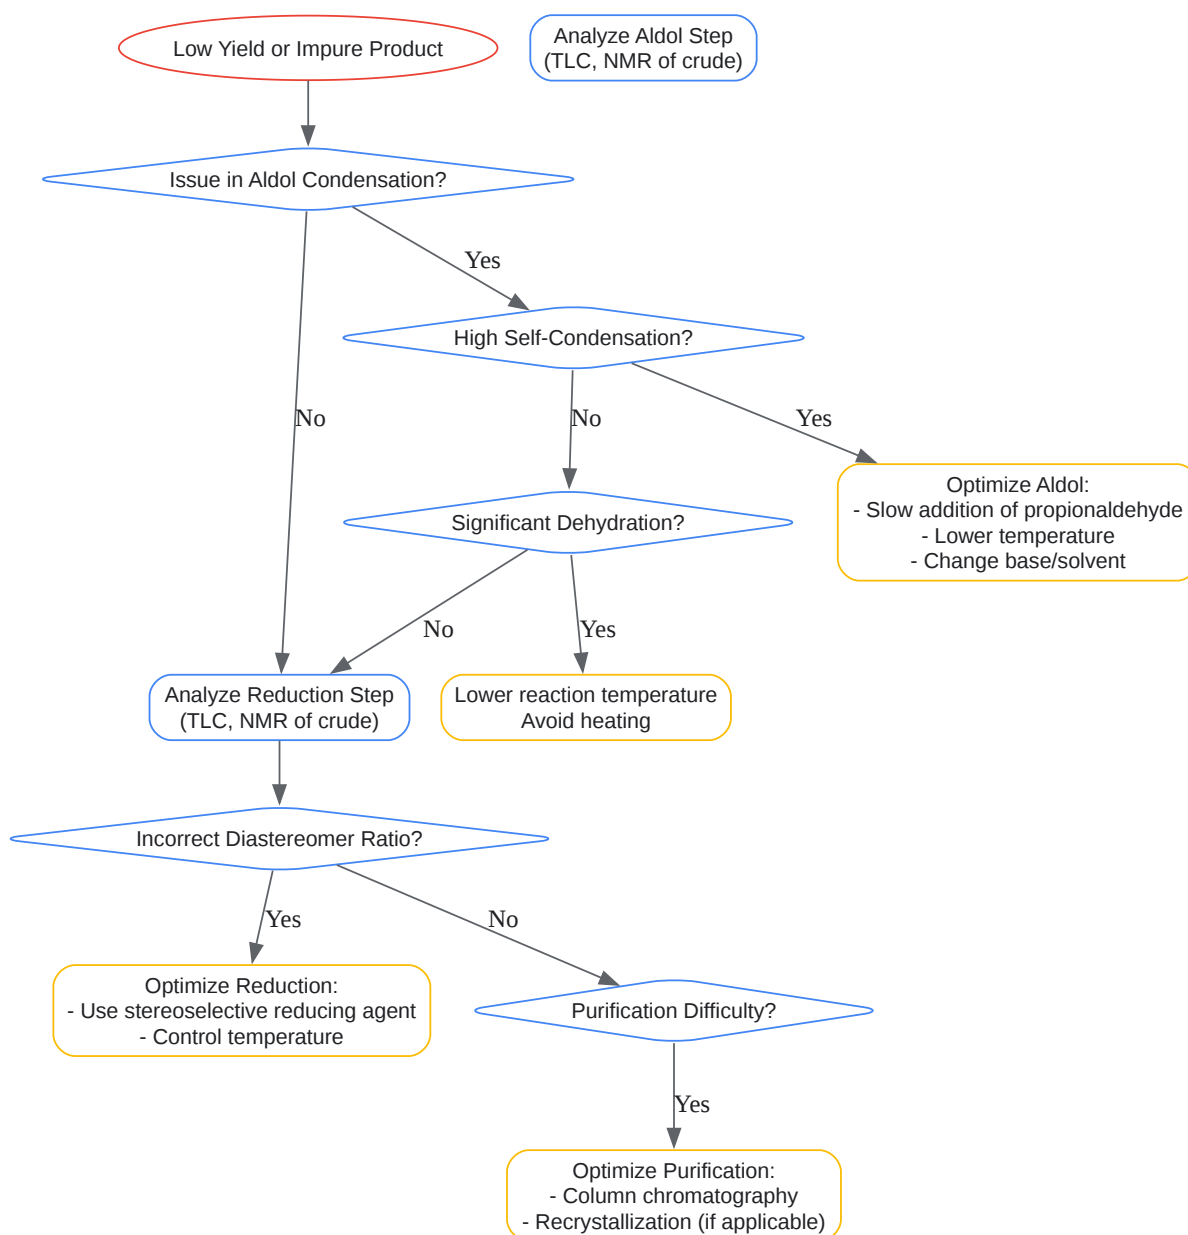 Low Yield or Impure Product
Analyze Aldol Step
(TLC, NMR of crude)
Issue in Aldol Condensation?
Yes
High Self-Condensation?
No
No
Yes
Optimize Aldol:
- Slow addition of propionaldehyde
- Lower temperature
- Change base/solvent
Significant Dehydration?
No
Yes
Analyze Reduction Step
(TLC, NMR of crude)
Lower reaction temperature
Avoid heating
Incorrect Diastereomer Ratio?
Yes
No
Optimize Reduction:
- Use stereoselective reducing agent
- Control temperature
Purification Difficulty?
Yes
Optimize Purification:
- Column chromatography
- Recrystallization (if applicable)